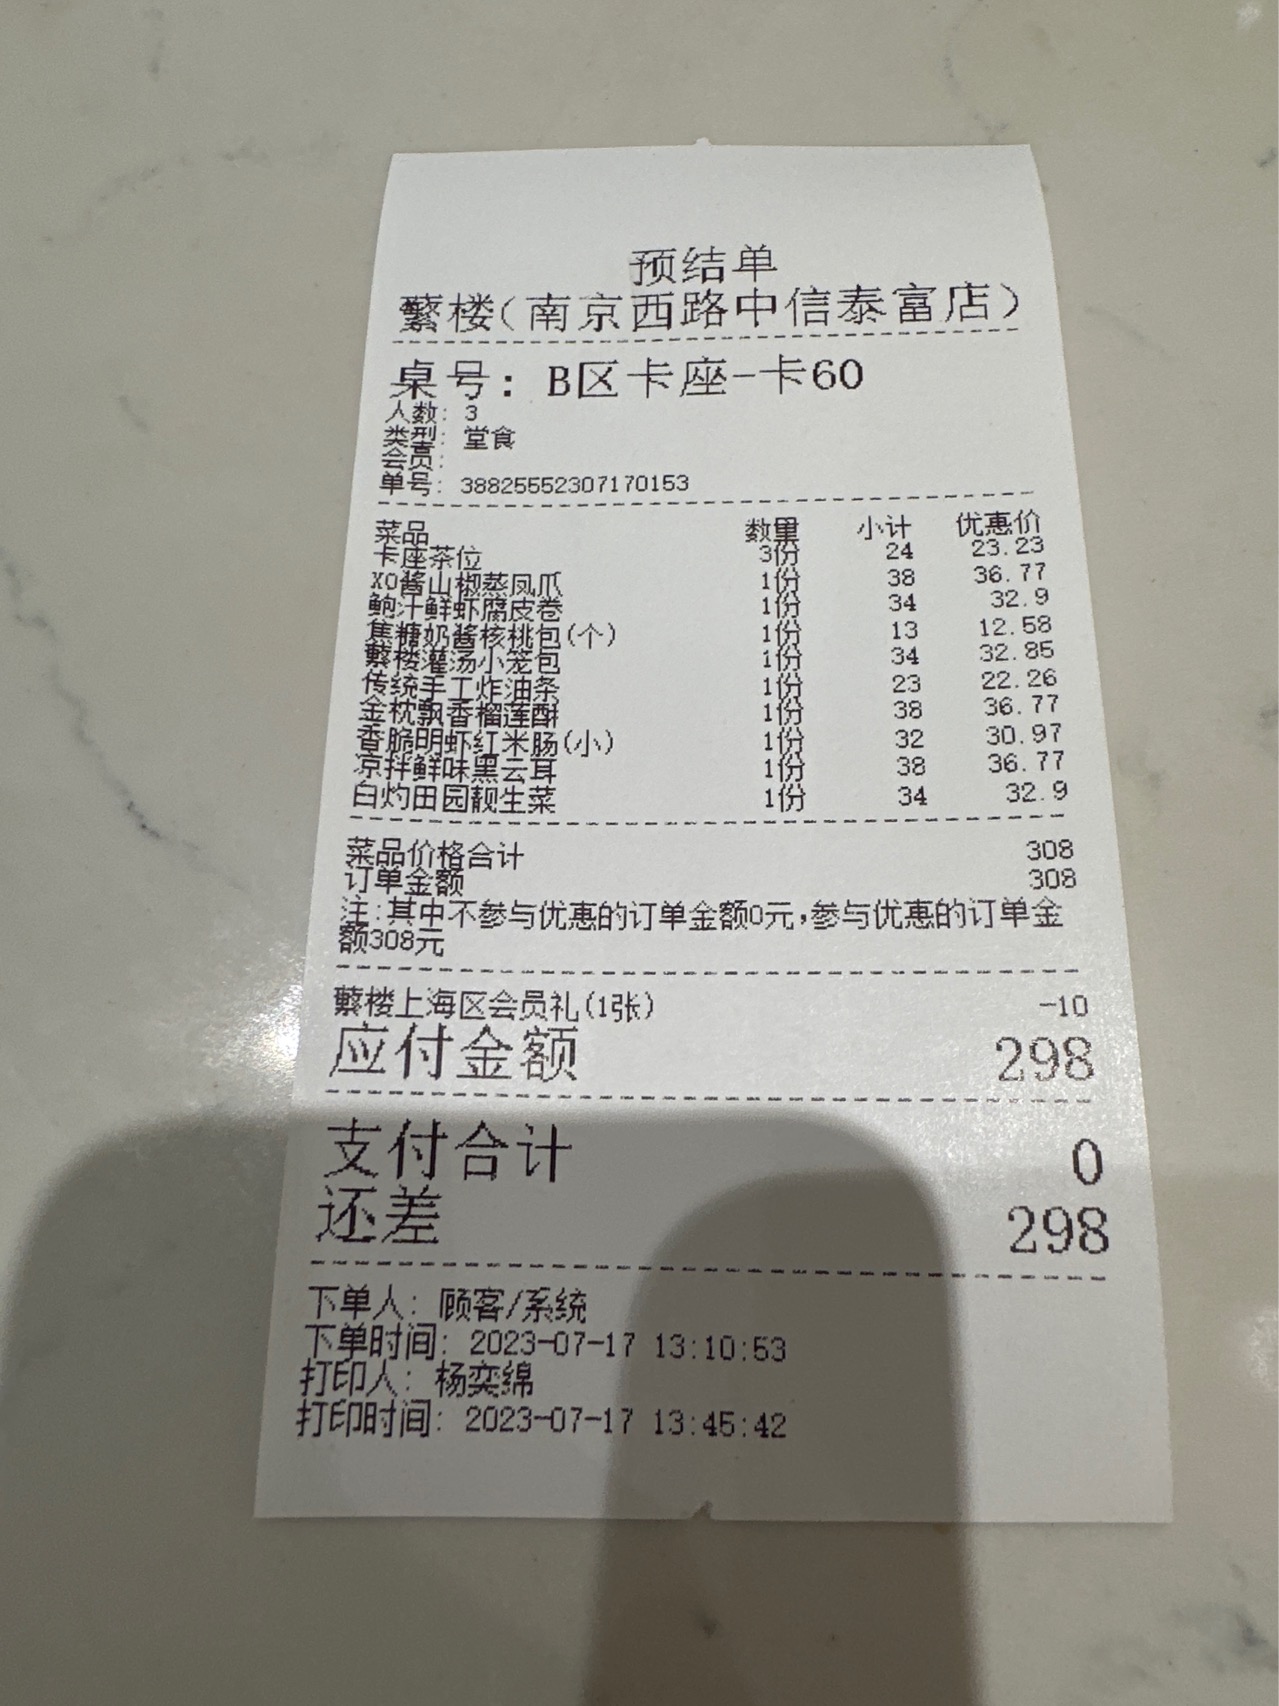 预结单
蘩楼(南京西路中信泰富店)
桌号: B区卡座-卡60
人数: 3
类型: 堂食
会员:
单号: 38825552307170153
菜品 数量 小计 优惠价
卡座茶位 3份 24 23.23
XO酱山椒蒸凤爪 1份 38 36.77
鲍汁鲜虾腐皮卷 1份 34 32.9
焦糖奶酱核桃包(个) 1份 13 12.58
蘩楼灌汤小笼包 1份 34 32.85
传统手工炸油条 1份 23 22.26
金枕飘香榴莲酥 1份 38 36.77
香脆明虾红米肠(小) 1份 32 30.97
凉拌鲜味黑云耳 1份 38 36.77
白灼田园靓生菜 1份 34 32.9
菜品价格合计 308
订单金额 308
注:其中不参与优惠的订单金额0元,参与优惠的订单金
额308元
蘩楼上海区会员礼(1张) -10
应付金额 298
支付合计 0
还差 298
下单人: 顾客/系统
下单时间: 2023-07-17 13:10:53
打印人: 杨奕绵
打印时间: 2023-07-17 13:45:42